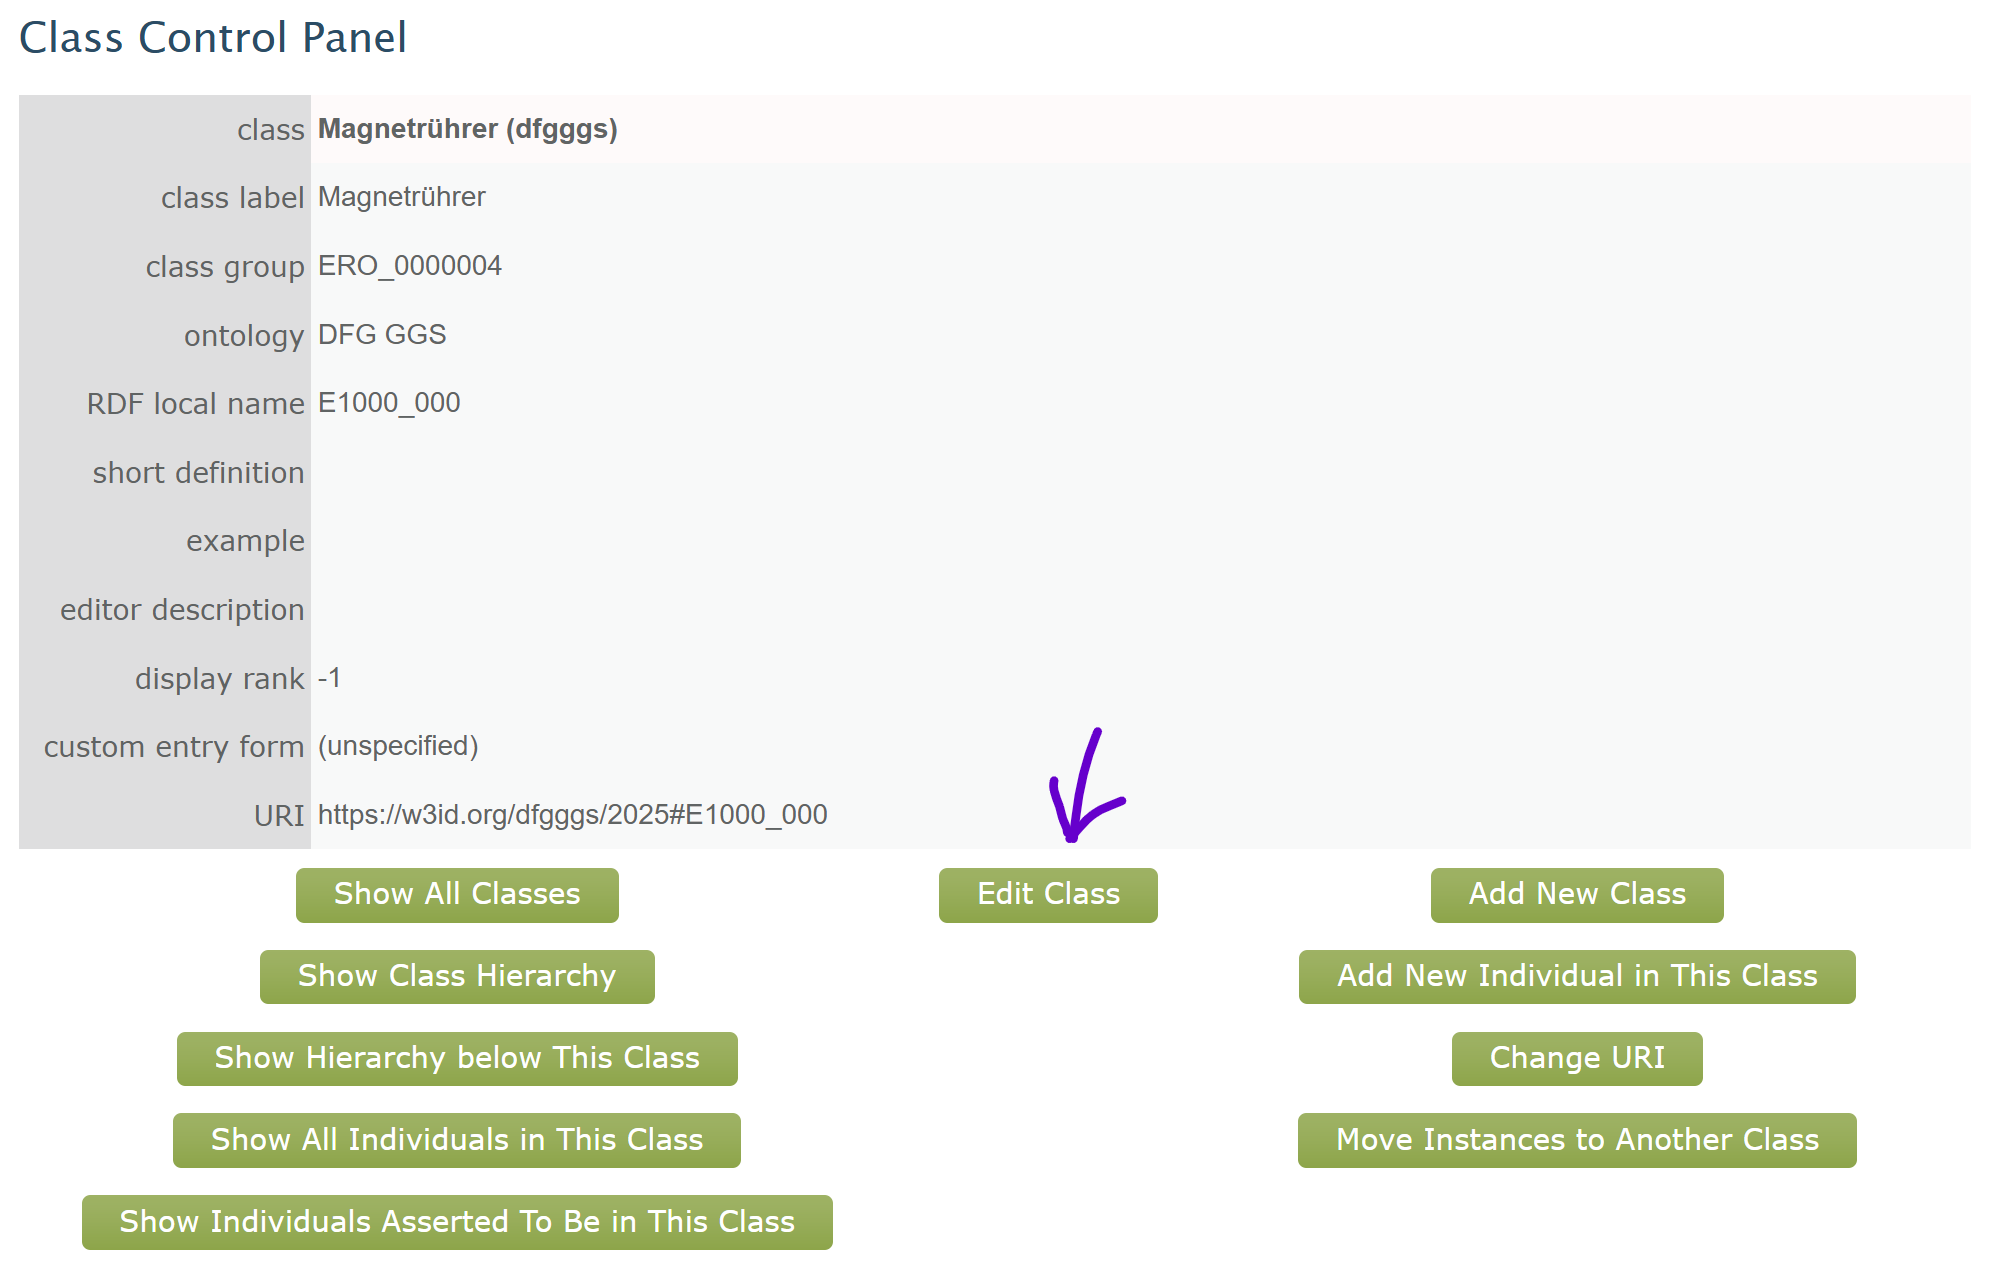 Class Control Panel
class Magnetrührer (dfgggs)
class label Magnetrührer
class group ERO_0000004
ontology DFG GGS
RDF local name E1000_000
short definition
example
editor description
display rank -1
custom entry form (unspecified)
URI https://w3id.org/dfgggs/2025#E1000_000
Show All Classes Edit Class Add New Class
Show Class Hierarchy Add New Individual in This Class
Show Hierarchy below This Class Change URI
Show All Individuals in This Class Move Instances to Another Class
Show Individuals Asserted To Be in This Class